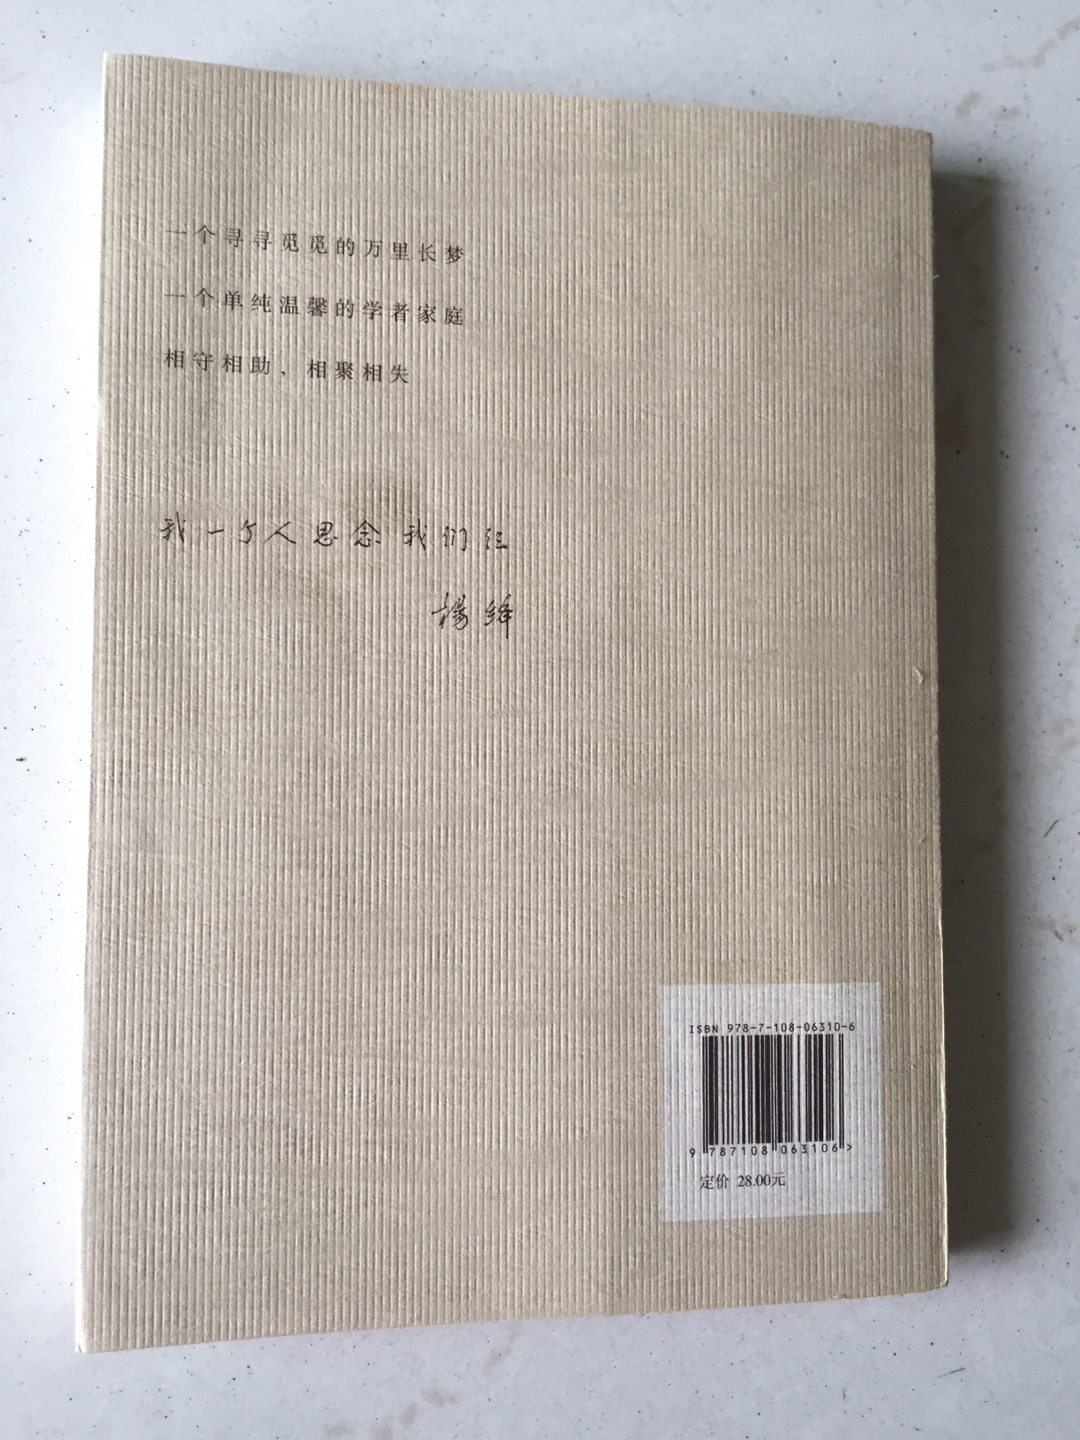 一个寻寻觅觅的万里长梦
一个单纯温馨的学者家庭
相守相助、相聚相失
我一个人思念我们仨
楊绛
ISBN 978-7-108-06310-6
9 787108 063106 >
定价 28.00元